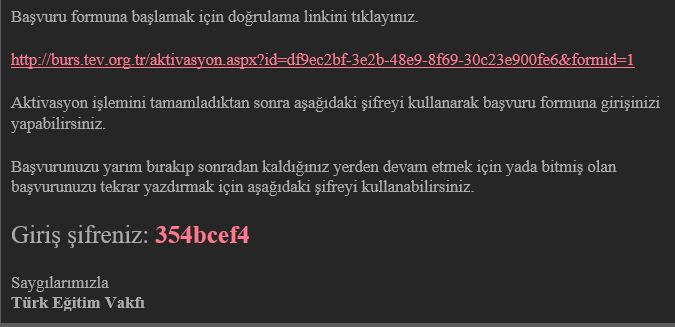 Başvuru formuna başlamak için doğrulama linkini tıklayınız.
http://burs.tev.org.tr/aktivasyon.aspx?id=df9ec2bf-3e2b-48e9-8f69-30c23e900fe6&formid=1
Aktivasyon işlemini tamamladıktan sonra aşağıdaki şifreyi kullanarak başvuru formuna girişinizi
yapabilirsiniz.
Başvurunuzu yarım bırakıp sonradan kaldığınız yerden devam etmek için yada bitmiş olan
başvurunuzu tekrar yazdırmak için aşağıdaki şifreyi kullanabilirsiniz.
Giriş şifreniz: 354bcef4
Saygılarımızla
Türk Eğitim Vakfı